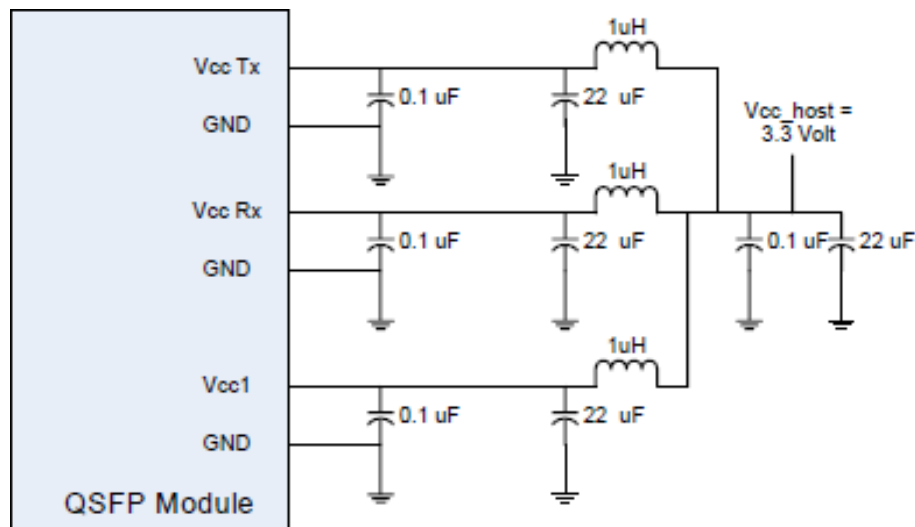 1uH
Vcc Tx
0.1 uF
22 uF
GND
Vcc_host =
3.3 Volt
1uH
Vcc Rx
0.1 uF
22 uF
0.1 uF
22 uF
GND
1uH
Vcc1
0.1 uF
22 uF
GND
QSFP Module